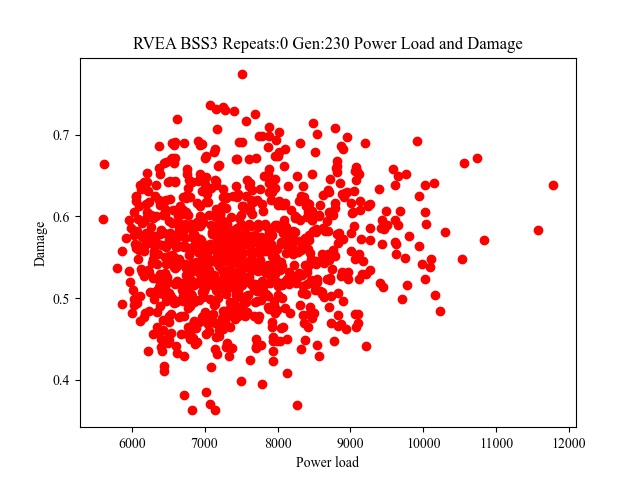 RVEA BSS3 Repeats:0 Gen:230 Power Load and Damage
0.7
0.6
0.5
0.4
Damage
6000 7000 8000 9000 10000 11000 12000
Power load